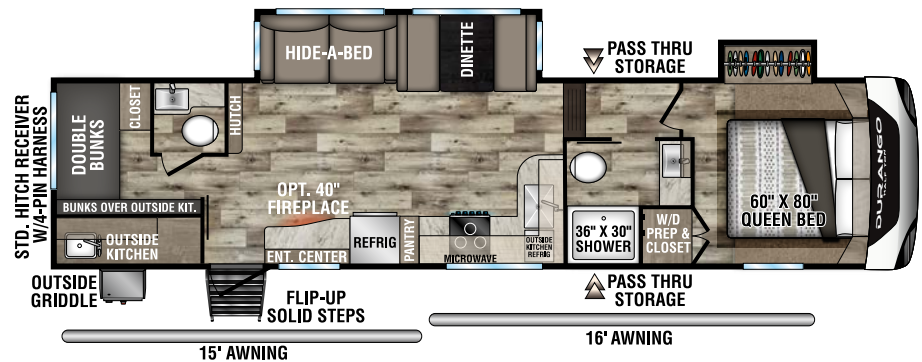 HIDE-A-BED
DINETTE
PASS THRU
STORAGE
STD. HITCH RECEIVER
W/4-PIN HARNESS
DOUBLE
BUNKS
CLOSET
HUTCH
BUNKS OVER OUTSIDE KIT.
OUTSIDE
KITCHEN
OUTSIDE
GRIDDLE
OPT. 40"
FIREPLACE
ENT. CENTER
REFRIG
PANTRY
MICROWAVE
OUTSIDE
KITCHEN
REFRIG
36" X 30"
SHOWER
W/D
PREP &
CLOSET
60" X 80"
QUEEN BED
DURANGO
HALF TON
FLIP-UP
SOLID STEPS
PASS THRU
STORAGE
15' AWNING
16' AWNING